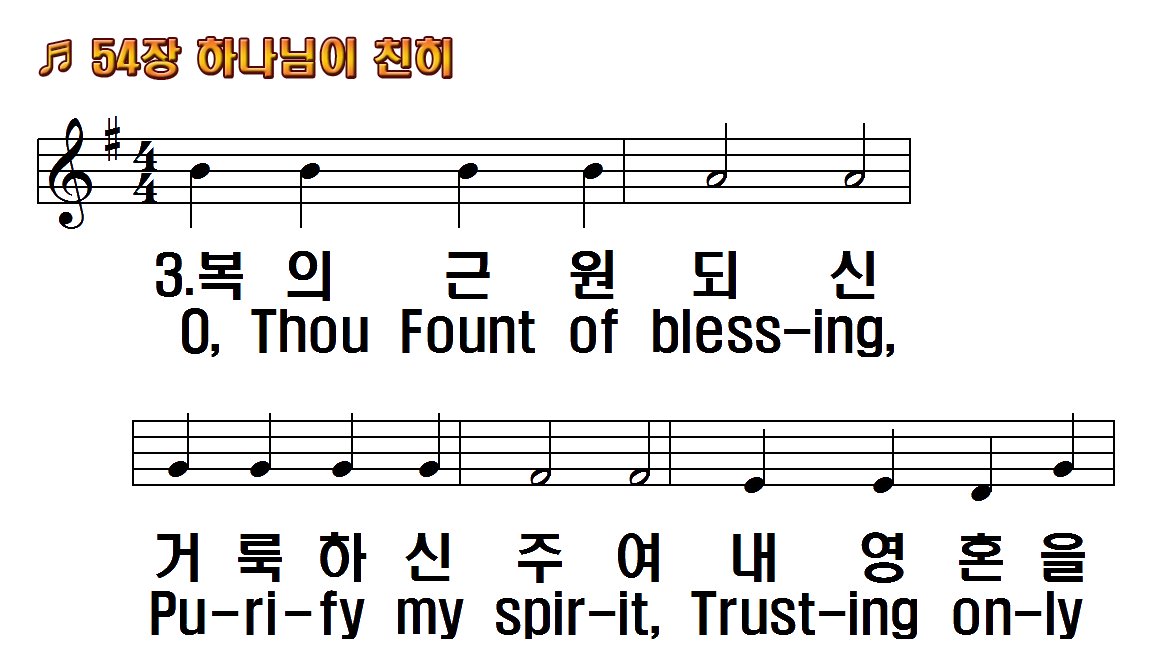 ♬ 54장 하나님이 친히
4
4
3.복 의 근 원 되 신
O, Thou Fount of bless-ing,
거 룩 하 신 주 여 내 영 혼 을
Pu-ri-fy my spir-it, Trust-ing on-ly